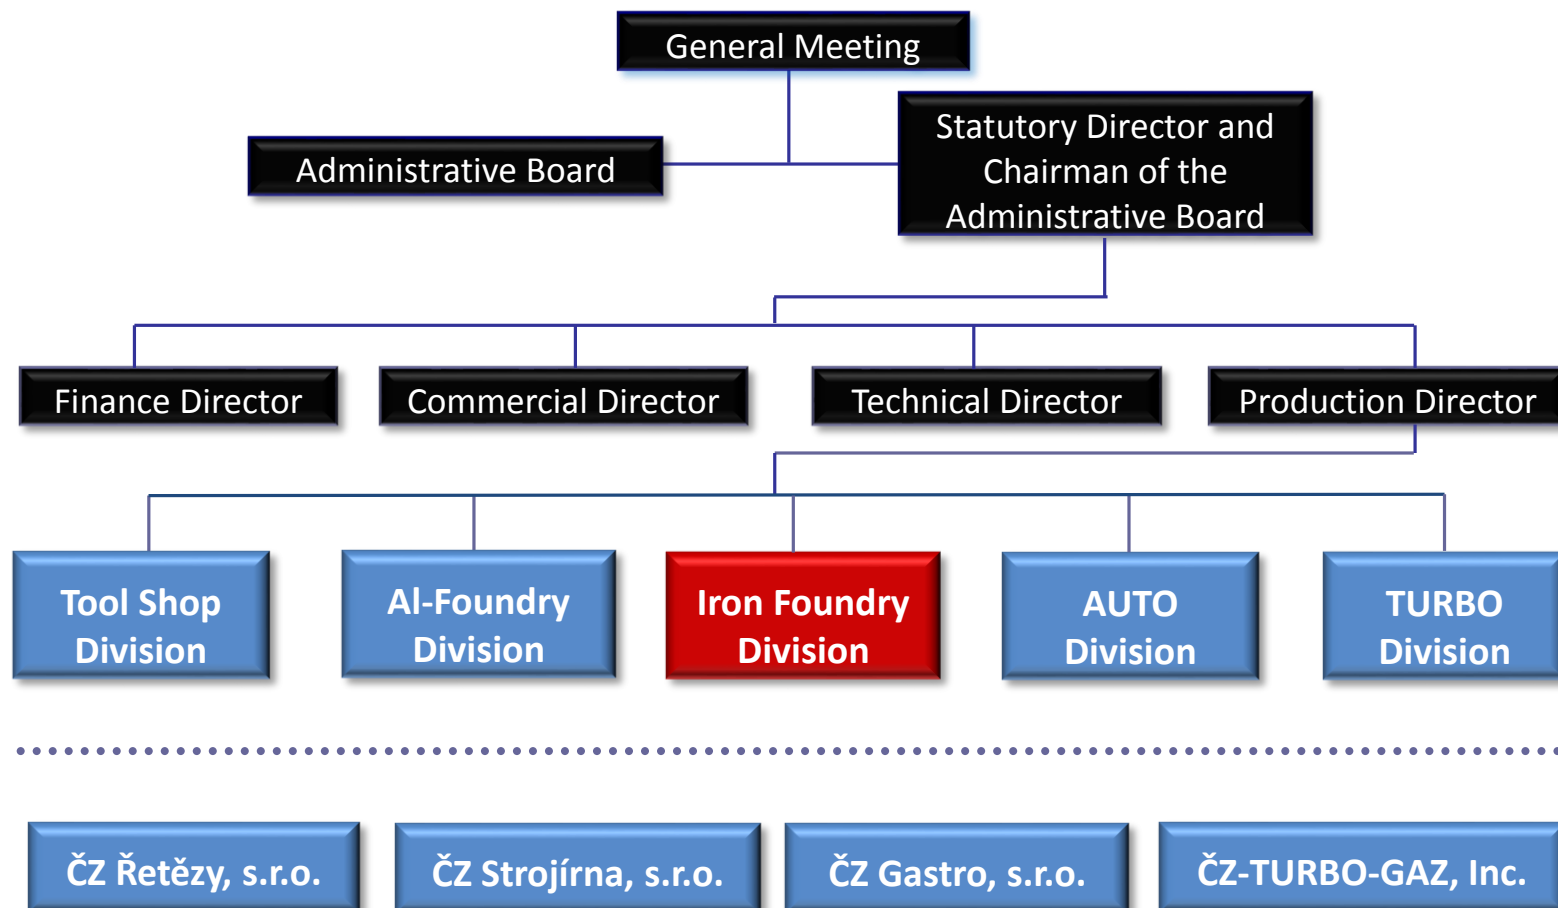 General Meeting
Administrative Board
Statutory Director and
Chairman of the
Administrative Board
Finance Director
Commercial Director
Technical Director
Production Director
Tool Shop
Division
Al-Foundry
Division
Iron Foundry
Division
AUTO
Division
TURBO
Division
ČZ Řetězy, s.r.o.
ČZ Strojírna, s.r.o.
ČZ Gastro, s.r.o.
ČZ-TURBO-GAZ, Inc.